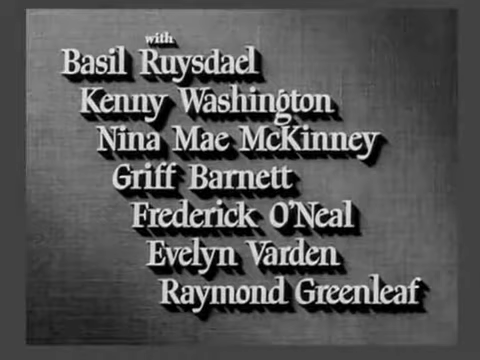 with
Basil Ruysdael
Kenny Washington
Nina Mae McKinney
Griff Barnett
Frederick O'Neal
Evelyn Varden
Raymond Greenleaf